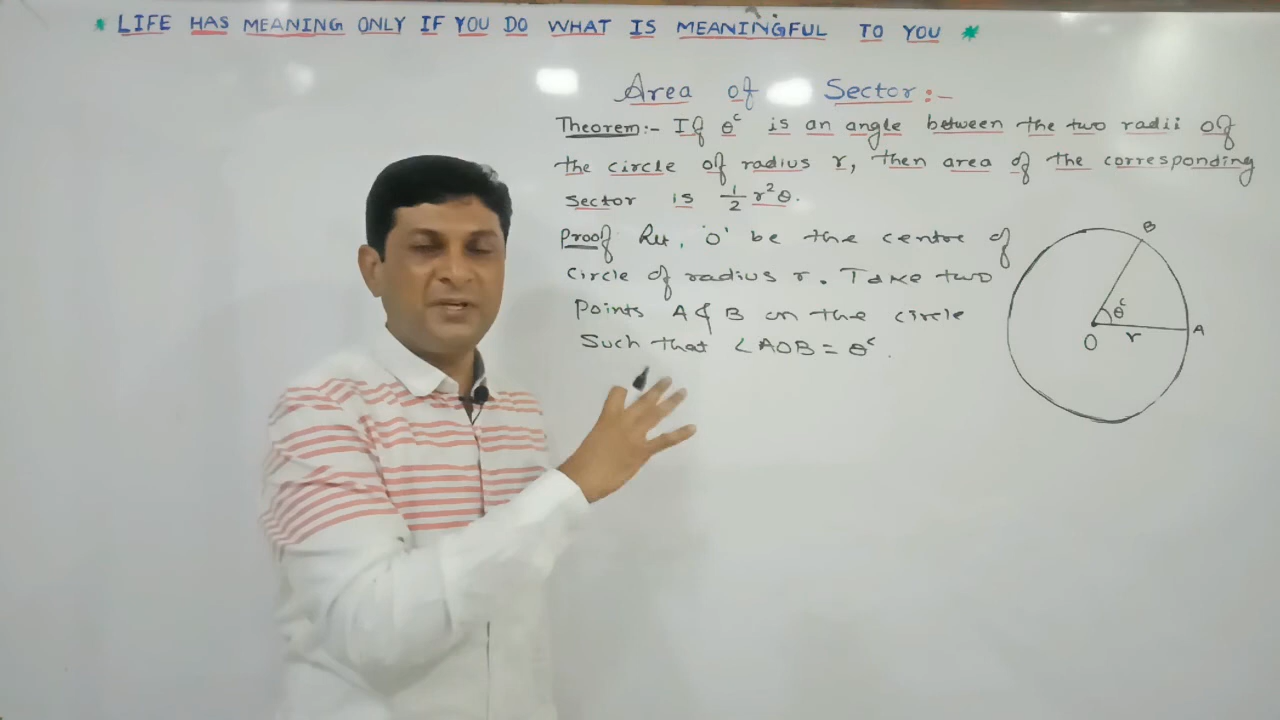 * LIFE HAS MEANING ONLY IF YOU DO WHAT IS MEANINGFUL TO YOU *
Area of Sector:-
Theorem:- If θᶜ is an angle between the two radii of
the circle of radius r, then area of the corresponding
sector is 1/2 r²θ.
Proof Let, 'O' be the centre of
circle of radius r. Take two
points A & B on the circle
Such that ∠AOB = θᶜ.
B
θᶜ
A
O
r